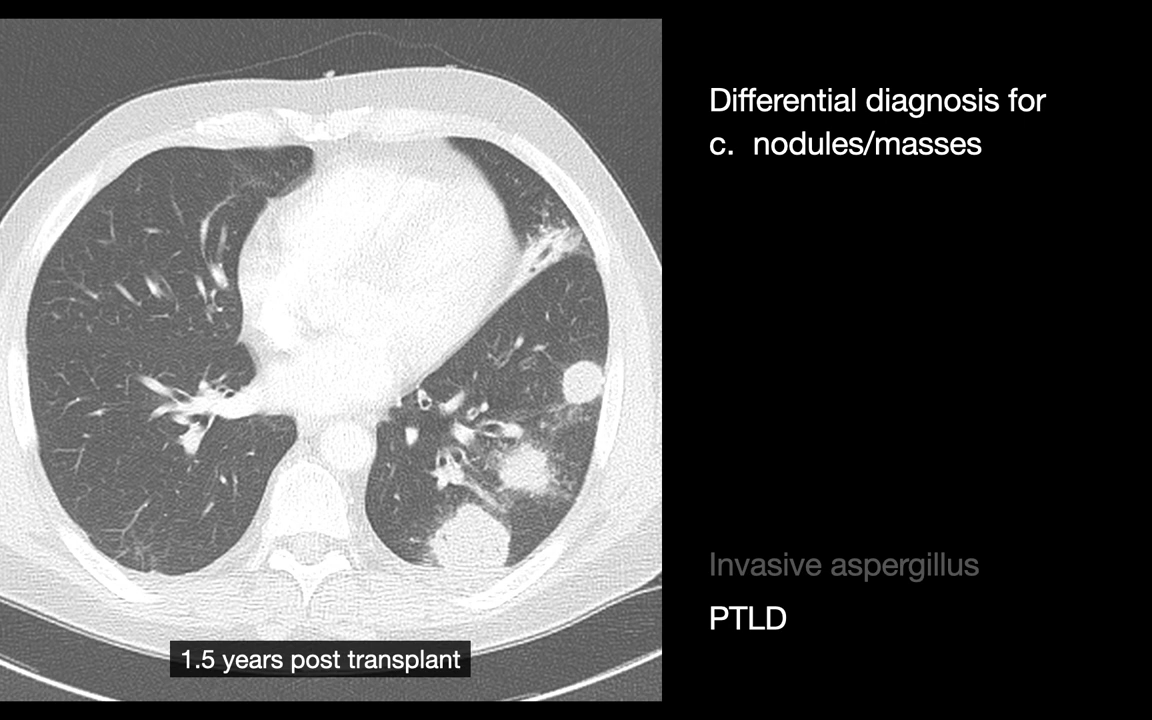 Differential diagnosis for
c. nodules/masses
Invasive aspergillus
PTLD
1.5 years post transplant